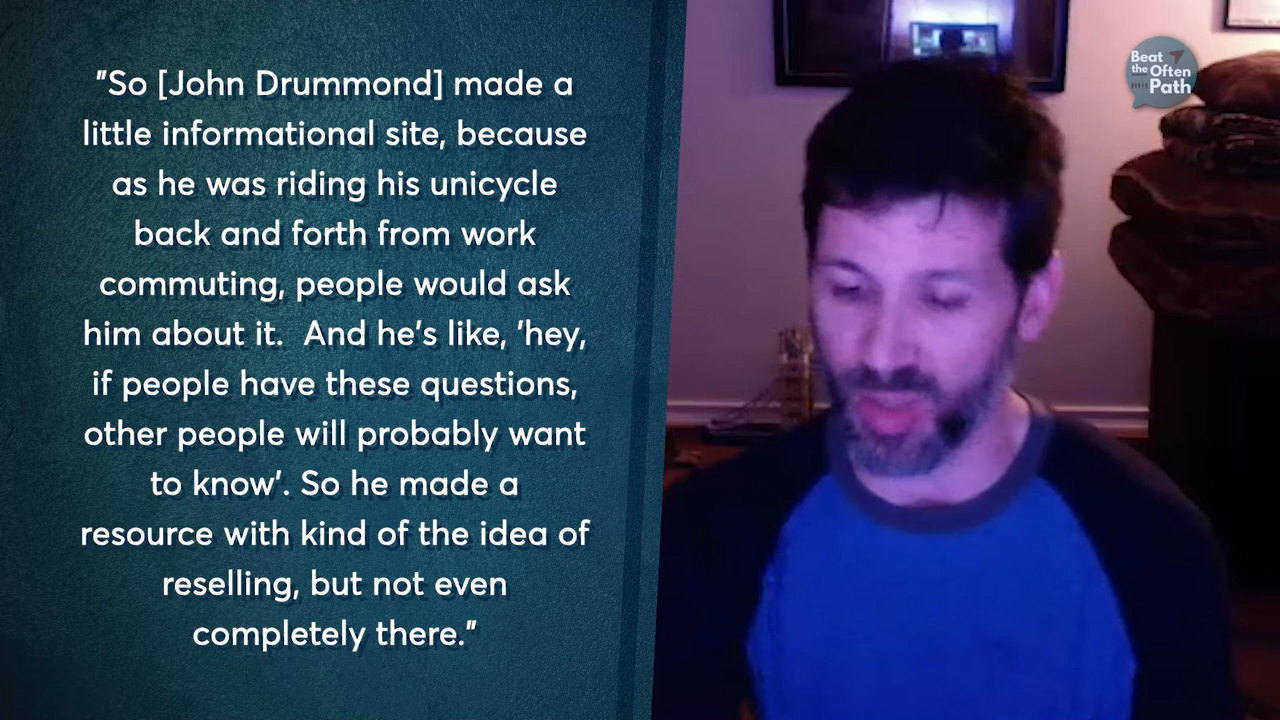 "So [John Drummond] made a
little informational site, because
as he was riding his unicycle
back and forth from work
commuting, people would ask
him about it.  And he's like, 'hey,
if people have these questions,
other people will probably want
to know'. So he made a
resource with kind of the idea of
reselling, but not even
completely there."
Beat
the Often
Path